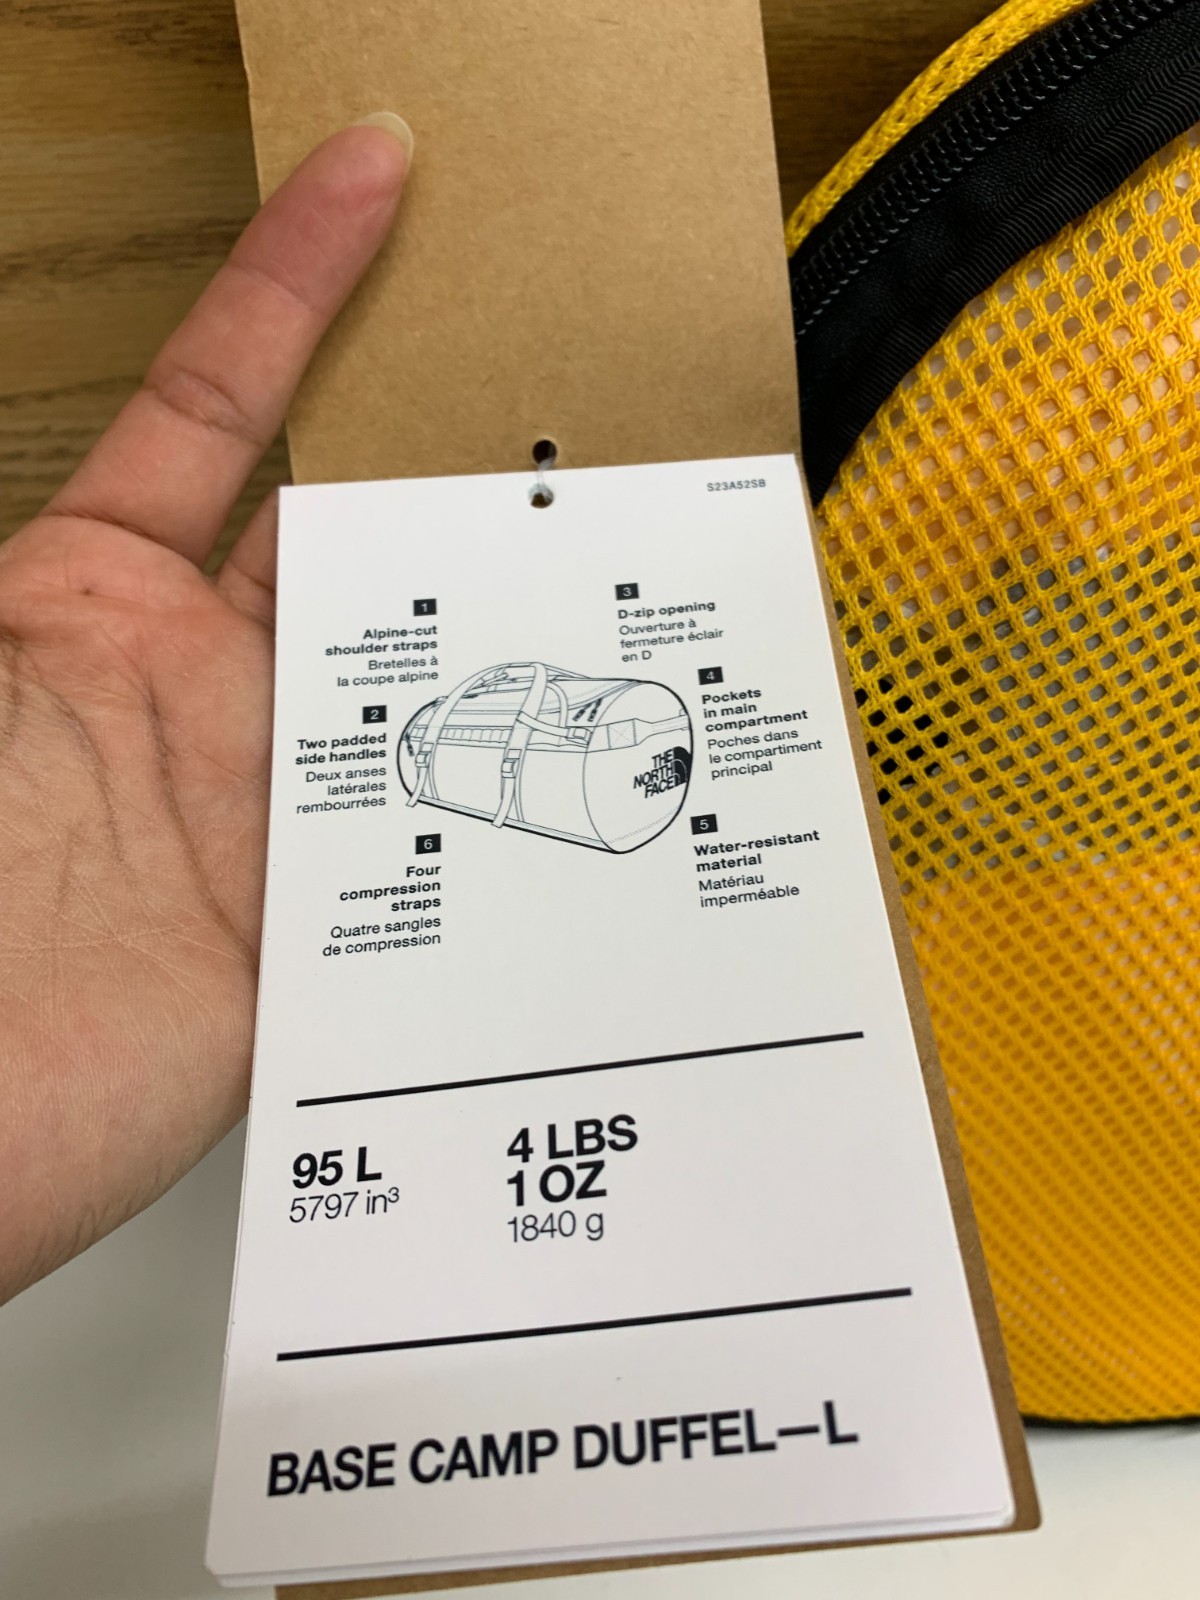 S23A52SB
1
Alpine-cut
shoulder straps
Bretelles à
la coupe alpine
2
Two padded
side handles
Deux anses
latérales
rembourrées
3
D-zip opening
Ouverture à
fermeture éclair
en D
4
Pockets
in main
compartment
Poches dans
le compartiment
principal
THE
NORTH
FACE
5
Water-resistant
material
Matériau
imperméable
6
Four
compression
straps
Quatre sangles
de compression
95 L
5797 in³
4 LBS
1 OZ
1840 g
BASE CAMP DUFFEL—L